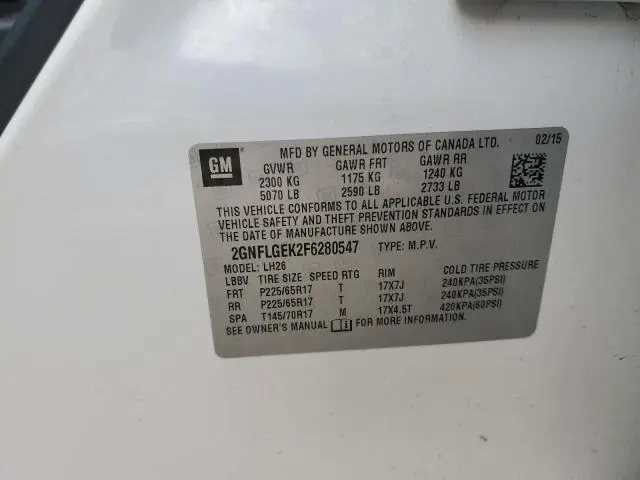 GM
MFD BY GENERAL MOTORS OF CANADA LTD. 02/15
GVWR GAWR FRT GAWR RR
2300 KG 1175 KG 1240 KG
5070 LB 2590 LB 2733 LB
THIS VEHICLE CONFORMS TO ALL APPLICABLE U.S. FEDERAL MOTOR
VEHICLE SAFETY AND THEFT PREVENTION STANDARDS IN EFFECT ON
THE DATE OF MANUFACTURE SHOWN ABOVE.
2GNFLGEK2F6280547 TYPE: M.P.V.
MODEL: LH26
LBBV TIRE SIZE SPEED RTG RIM COLD TIRE PRESSURE
FRT P225/65R17 T 17X7J 240KPA(35PSI)
RR P225/65R17 T 17X7J 240KPA(35PSI)
SPA T145/70R17 M 17X4.5T 420KPA(60PSI)
SEE OWNER'S MANUAL FOR MORE INFORMATION.